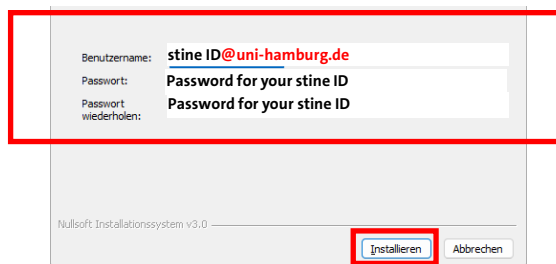 Benutzername: stine ID@uni-hamburg.de
Passwort: Password for your stine ID
Passwort wiederholen: Password for your stine ID
Nullsoft Installationssystem v3.0
Installieren Abbrechen